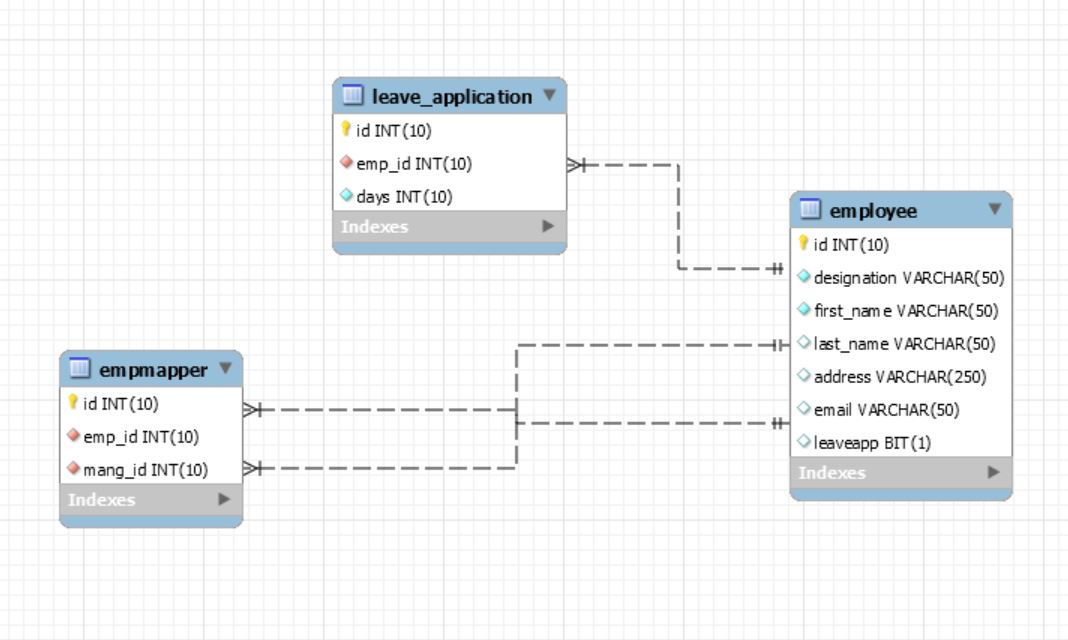 leave_application
id INT(10)
emp_id INT(10)
days INT(10)
Indexes
employee
id INT(10)
designation VARCHAR(50)
first_name VARCHAR(50)
last_name VARCHAR(50)
address VARCHAR(250)
email VARCHAR(50)
leaveapp BIT(1)
Indexes
empmapper
id INT(10)
emp_id INT(10)
mang_id INT(10)
Indexes